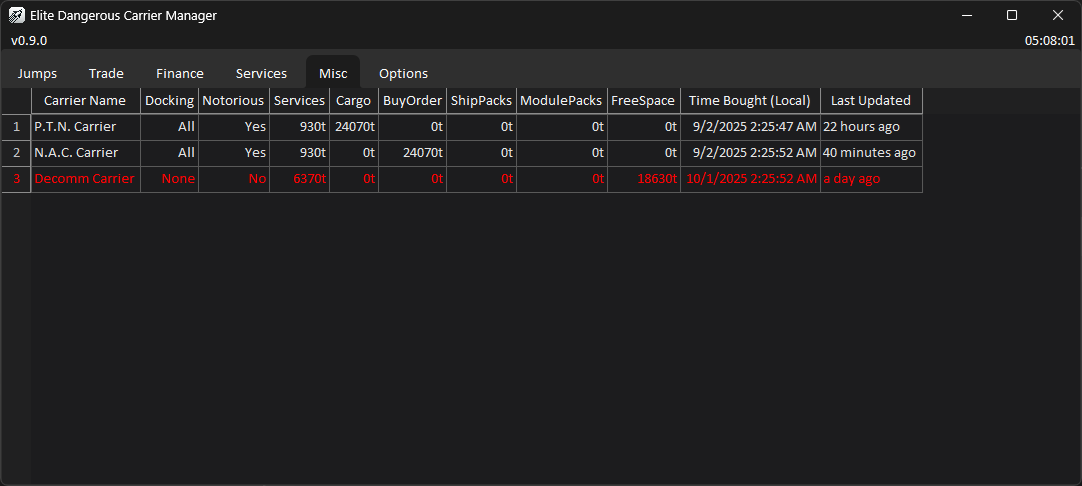 Elite Dangerous Carrier Manager
v0.9.0 05:08:01
Jumps Trade Finance Services Misc Options
Carrier Name Docking Notorious Services Cargo BuyOrder ShipPacks ModulePacks FreeSpace Time Bought (Local) Last Updated
1 P.T.N. Carrier All Yes 930t 24070t 0t 0t 0t 0t 9/2/2025 2:25:47 AM 22 hours ago
2 N.A.C. Carrier All Yes 930t 0t 24070t 0t 0t 0t 9/2/2025 2:25:52 AM 40 minutes ago
3 Decomm Carrier None No 6370t 0t 0t 0t 0t 18630t 10/1/2025 2:25:52 AM a day ago